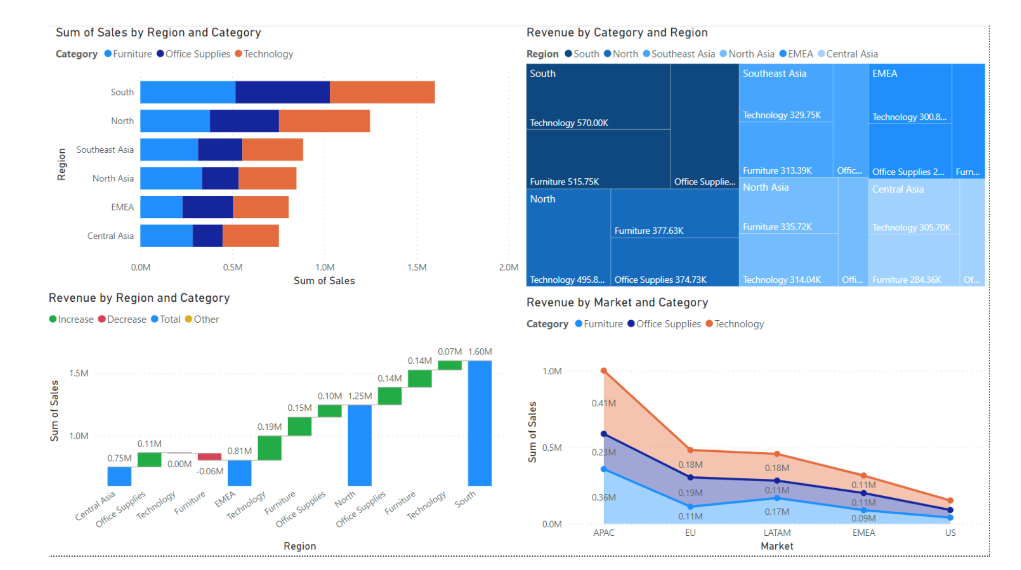 Sum of Sales by Region and Category
Category Furniture Office Supplies Technology
Region
South
North
Southeast Asia
North Asia
EMEA
Central Asia
0.0M 0.5M 1.0M 1.5M 2.0M
Sum of Sales
Revenue by Category and Region
Region South North Southeast Asia North Asia EMEA Central Asia
South
Technology 570.00K
Furniture 515.75K
Office Supplie...
North
Technology 495.8...
Furniture 377.63K
Office Supplies 374.73K
Southeast Asia
Technology 329.75K
Furniture 313.39K
Offic...
North Asia
Furniture 335.72K
Technology 314.04K
Offi...
EMEA
Technology 300.8...
Office Supplies 2...
Furn...
Central Asia
Technology 305.70K
Furniture 284.36K
Of...
Revenue by Region and Category
Increase Decrease Total Other
Sum of Sales
1.5M
1.0M
0.75M
0.11M
0.00M
-0.06M
0.81M
0.19M
0.15M
0.10M
1.25M
0.14M
0.14M
0.07M
1.60M
Central Asia
Office Supplies
Technology
Furniture
EMEA
Technology
Furniture
Office Supplies
North
Office Supplies
Furniture
Technology
South
Region
Revenue by Market and Category
Category Furniture Office Supplies Technology
Sum of Sales
1.0M
0.5M
0.0M
0.41M
0.23M
0.36M
0.18M
0.19M
0.11M
0.18M
0.11M
0.17M
0.11M
0.11M
0.09M
APAC EU LATAM EMEA US
Market